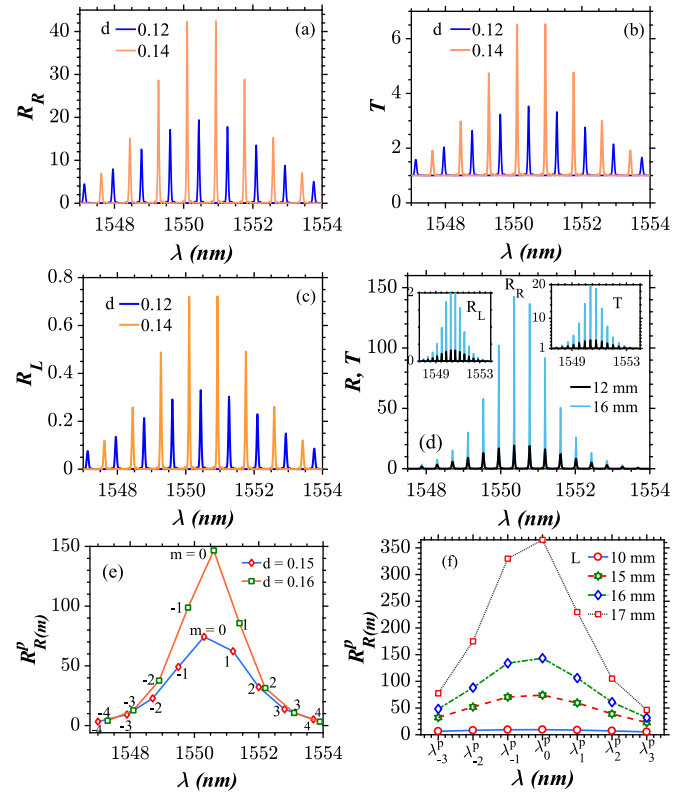 d 0.12 (a)
0.14
R_R
40
30
20
10
0
1548 1550 1552 1554
λ (nm)
d 0.12 (b)
0.14
T
6
4
2
0
1548 1550 1552 1554
λ (nm)
d 0.12 (c)
0.14
R_L
0.8
0.6
0.4
0.2
0
1548 1550 1552 1554
λ (nm)
R_R
R, T
150
100
50
0
2
0
R_L
1549 1553
20
10
1
T
1549 1553
12 mm
16 mm
(d)
1548 1550 1552 1554
λ (nm)
(e) d = 0.15
d = 0.16
R^p_{R(m)}
150
100
50
0
m = 0
-1 1
m = 0
-1 1
-2 2
-2 2
-3 3
-3 3
-4 4
-4 4
1548 1550 1552 1554
λ (nm)
(f) L 10 mm
15 mm
16 mm
17 mm
R^p_{R(m)}
350
300
250
200
150
100
50
0
λ^p_{-3} λ^p_{-2} λ^p_{-1} λ^p_0 λ^p_1 λ^p_2 λ^p_3
λ (nm)